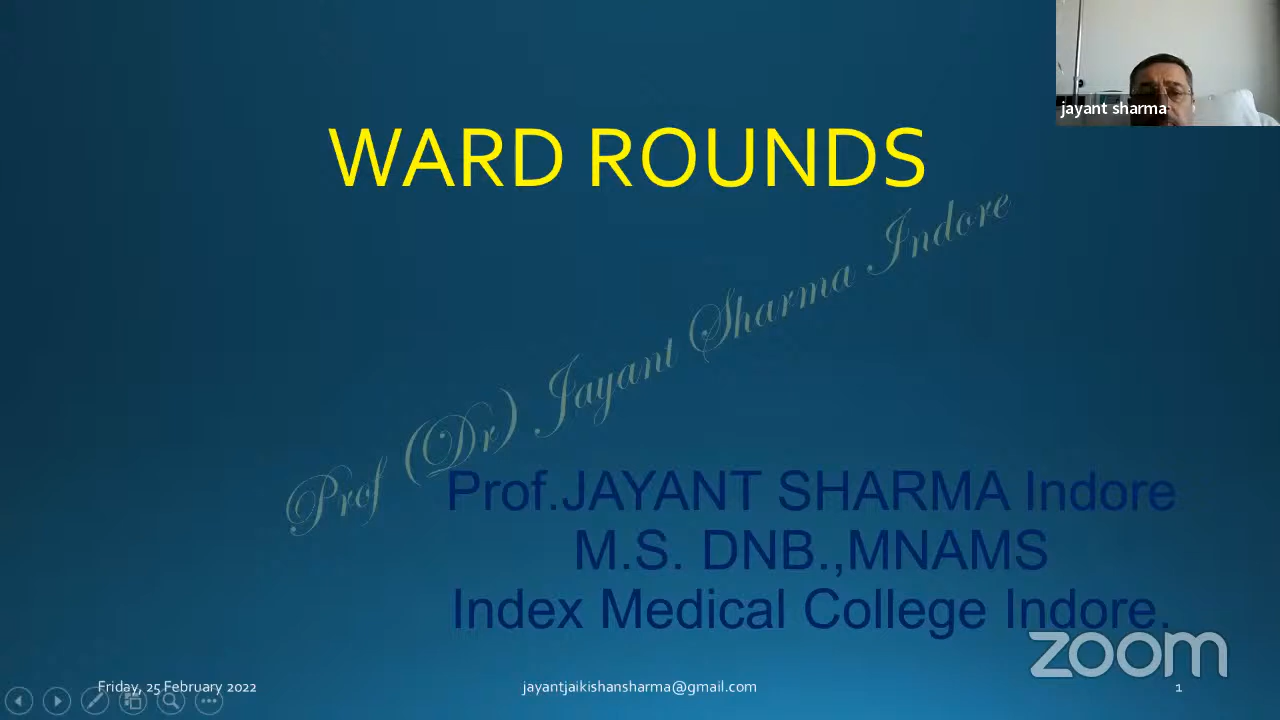 jayant sharma
WARD ROUNDS
Prof (Dr) Jayant Sharma Indore
Prof.JAYANT SHARMA Indore
M.S. DNB.,MNAMS
Index Medical College Indore.
zoom
Friday, 25 February 2022
jayantjaikishansharma@gmail.com
1